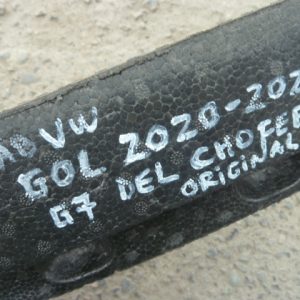 VW
GOL 2020-202
G7 DEL CHOFER
ORIGINAL